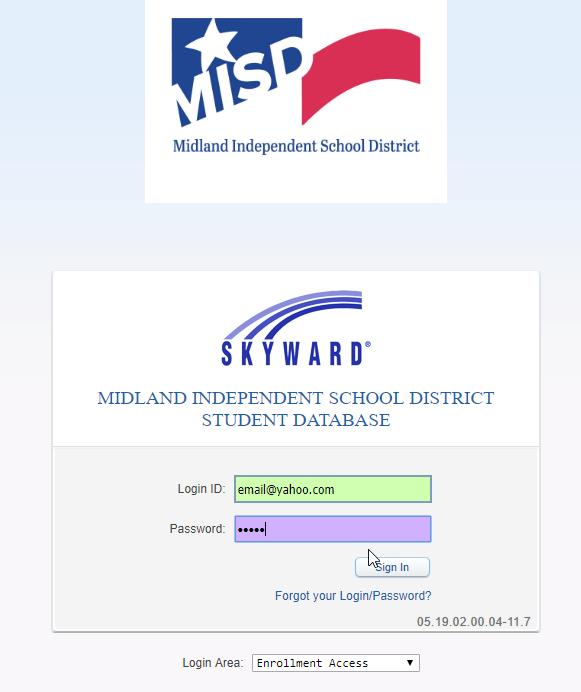 MISD
Midland Independent School District
SKYWARD®
MIDLAND INDEPENDENT SCHOOL DISTRICT
STUDENT DATABASE
Login ID: email@yahoo.com
Password: •••••
Sign In
Forgot your Login/Password?
05.19.02.00.04-11.7
Login Area: Enrollment Access